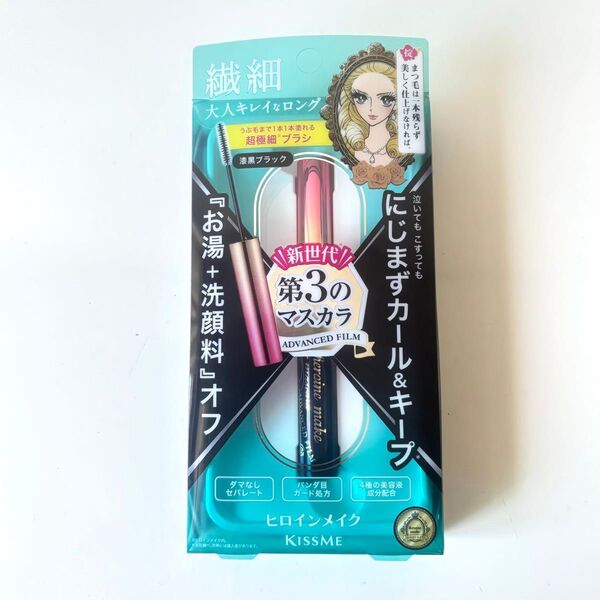 繊細
大人キレイなロング
うぶ毛まで1本1本塗れる
超極細※ブラシ
漆黒ブラック
掟
まつ毛は一本残らず
美しく仕上げなければ。
泣いても こすっても
にじまずカール&キープ
『お湯+洗顔料』オフ
新世代
第3の
マスカラ
ADVANCED FILM
heroine make
ダマなし
セパレート
パンダ目
ガード処方
4種の美容液
成分配合
ヒロインメイク
KISSME